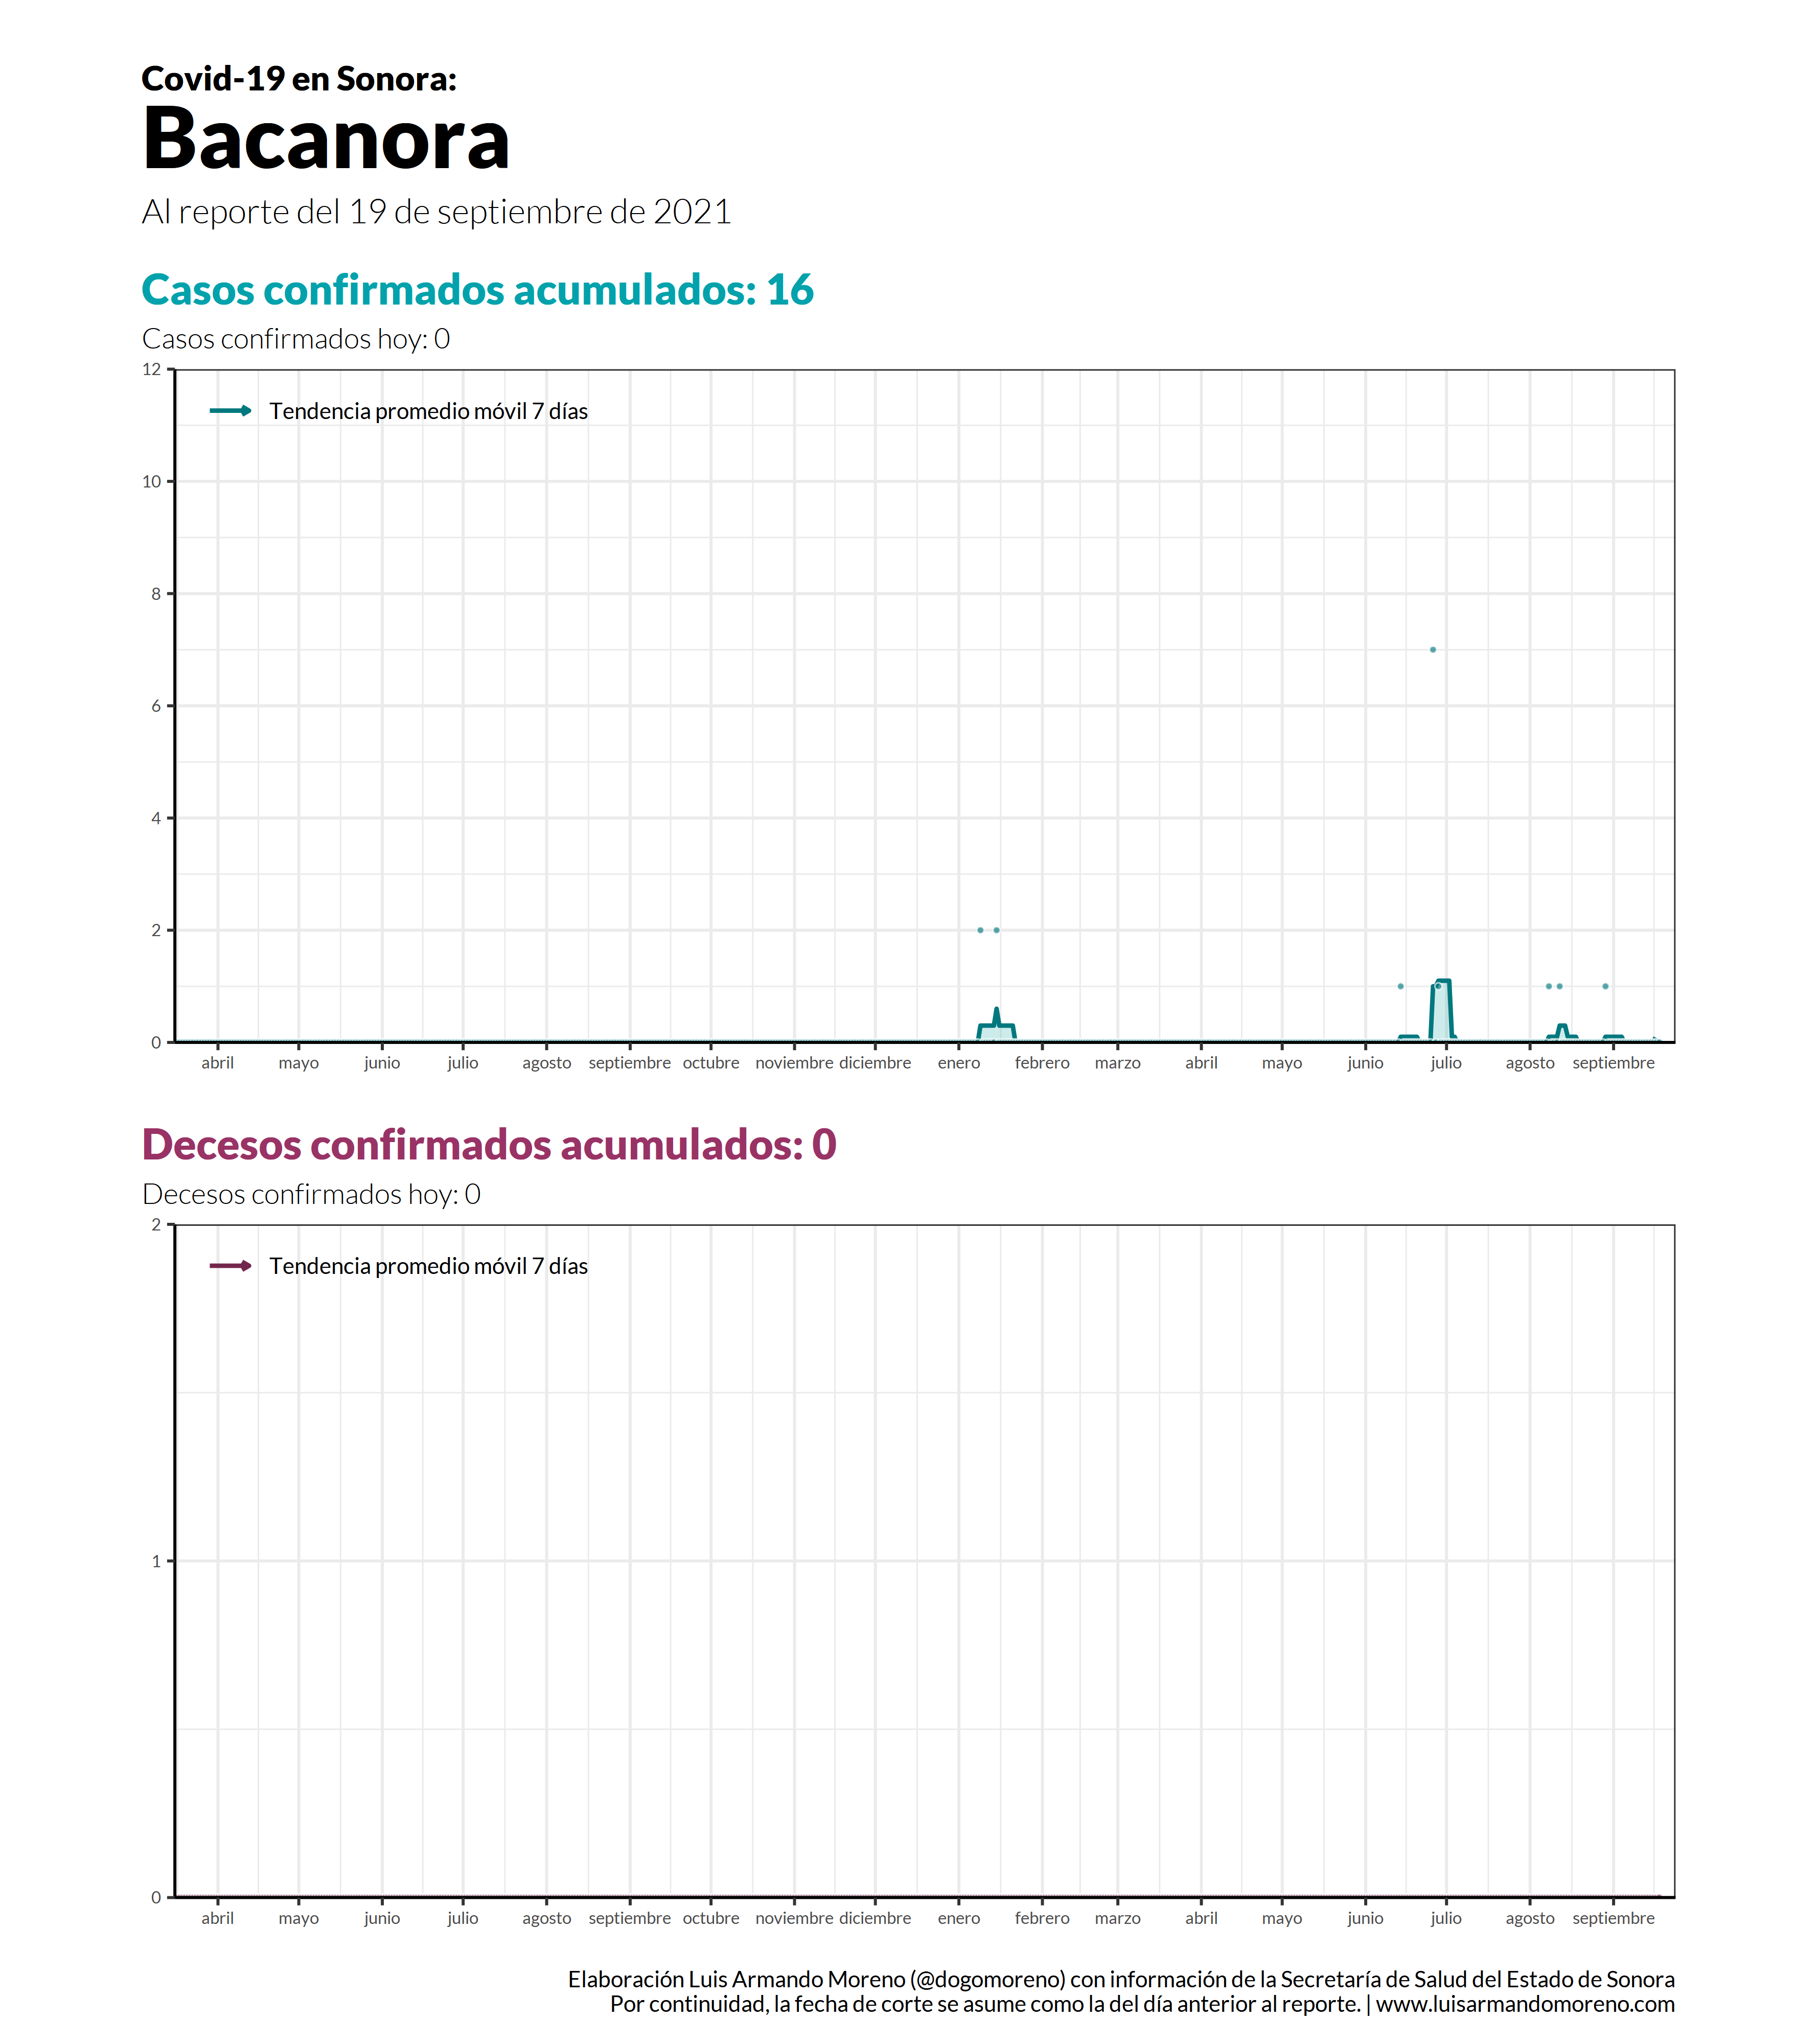 Covid-19 en Sonora:
Bacanora
Al reporte del 19 de septiembre de 2021
Casos confirmados acumulados: 16
Casos confirmados hoy: 0
12
Tendencia promedio móvil 7 días
10
8
6
4
2
0
abril mayo junio julio agosto septiembre octubre noviembre diciembre enero febrero marzo abril mayo junio julio agosto septiembre
Decesos confirmados acumulados: 0
Decesos confirmados hoy: 0
2
Tendencia promedio móvil 7 días
1
0
abril mayo junio julio agosto septiembre octubre noviembre diciembre enero febrero marzo abril mayo junio julio agosto septiembre
Elaboración Luis Armando Moreno (@dogomoreno) con información de la Secretaría de Salud del Estado de Sonora
Por continuidad, la fecha de corte se asume como la del día anterior al reporte. | www.luisarmandomoreno.com